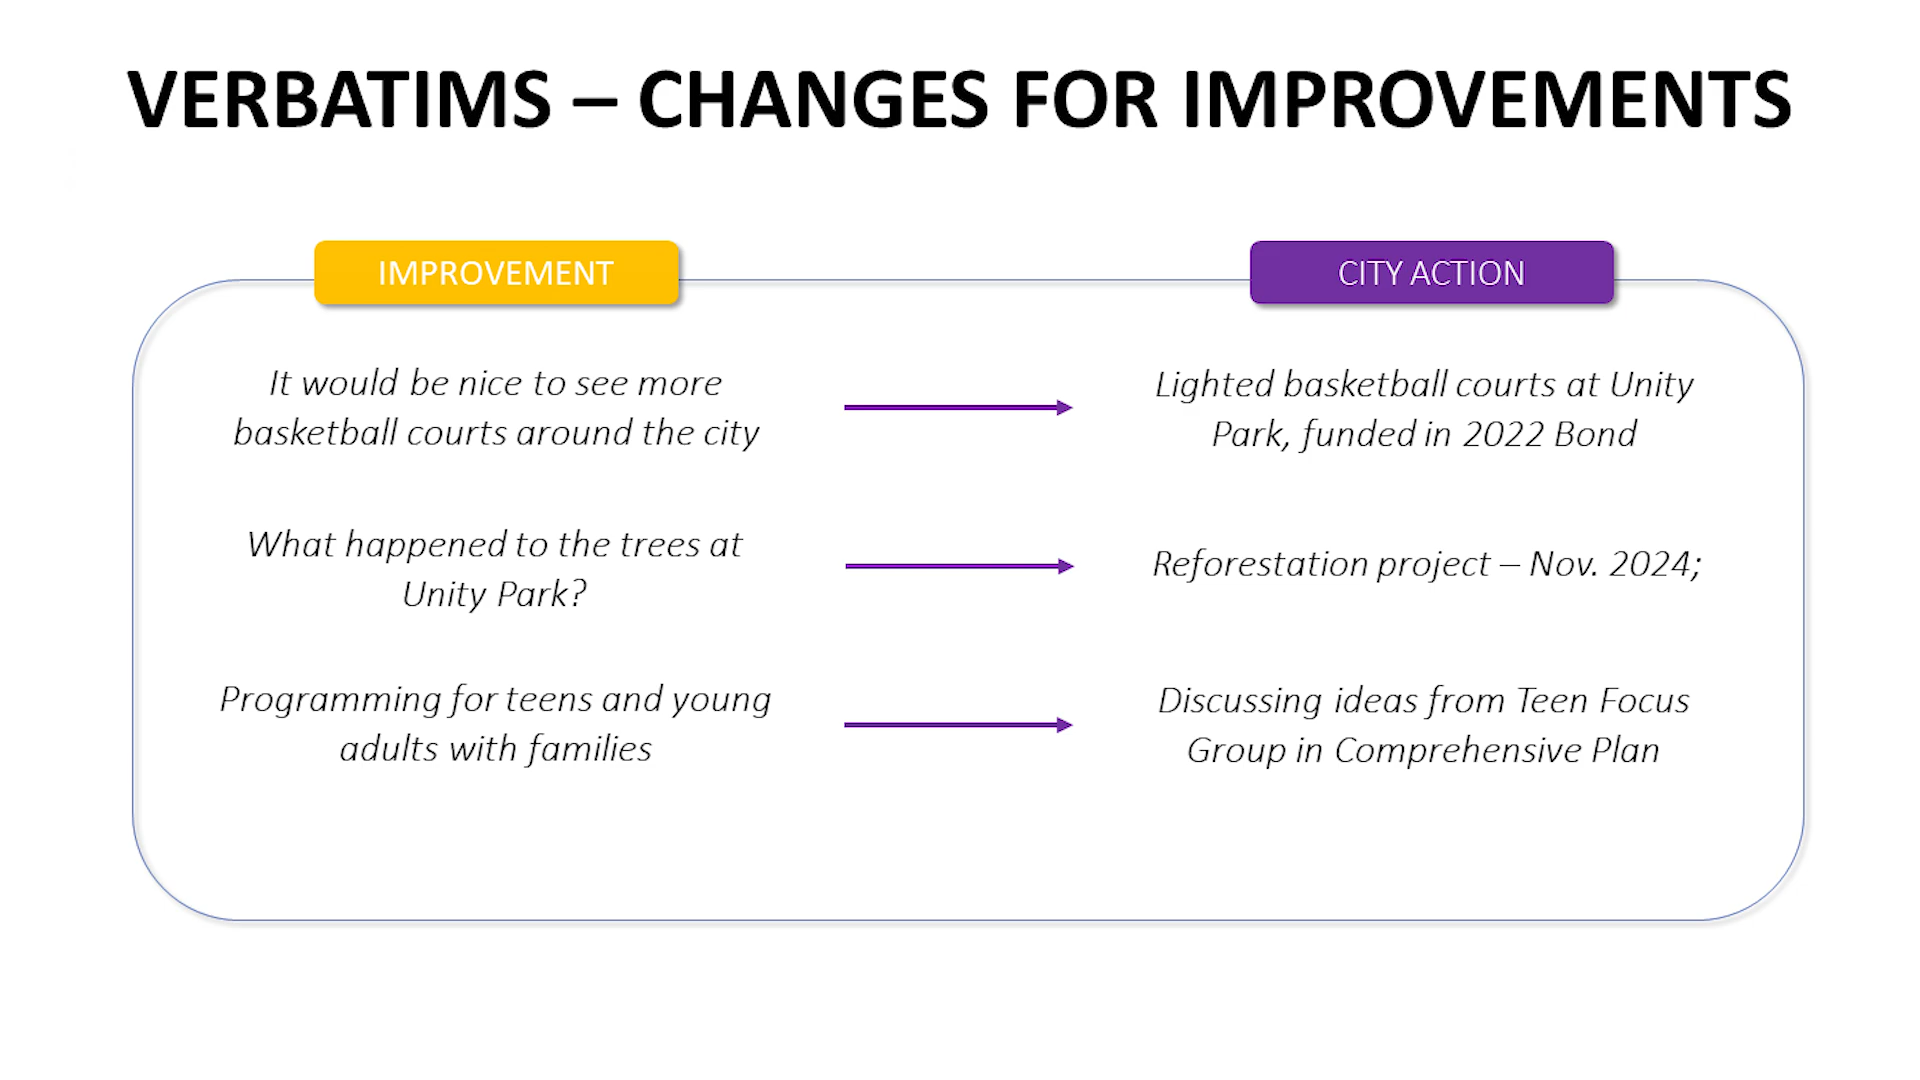 VERBATIMS – CHANGES FOR IMPROVEMENTS
IMPROVEMENT
CITY ACTION
It would be nice to see more
basketball courts around the city
Lighted basketball courts at Unity
Park, funded in 2022 Bond
What happened to the trees at
Unity Park?
Reforestation project – Nov. 2024;
Programming for teens and young
adults with families
Discussing ideas from Teen Focus
Group in Comprehensive Plan